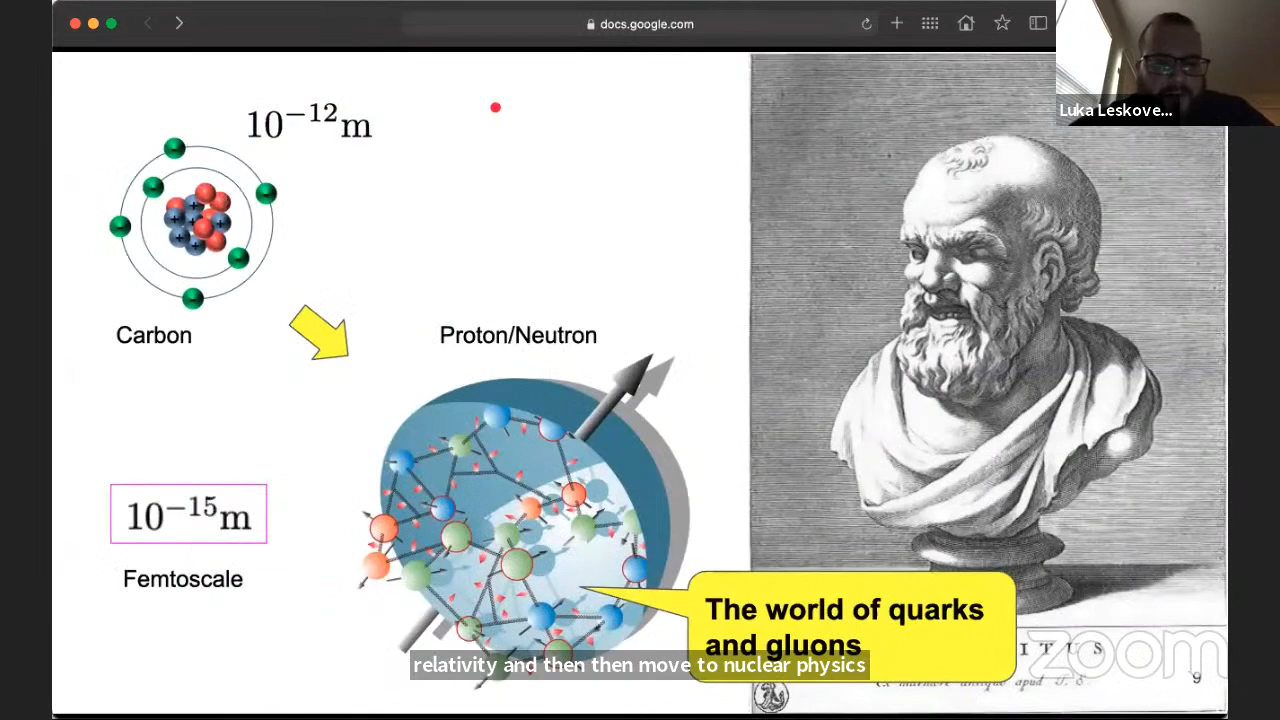 docs.google.com
Luka Leskove...
10⁻¹²m
Carbon
Proton/Neutron
10⁻¹⁵m
Femtoscale
The world of quarks
and gluons
relativity and then then move to nuclear physics
ITUS
zoom
9